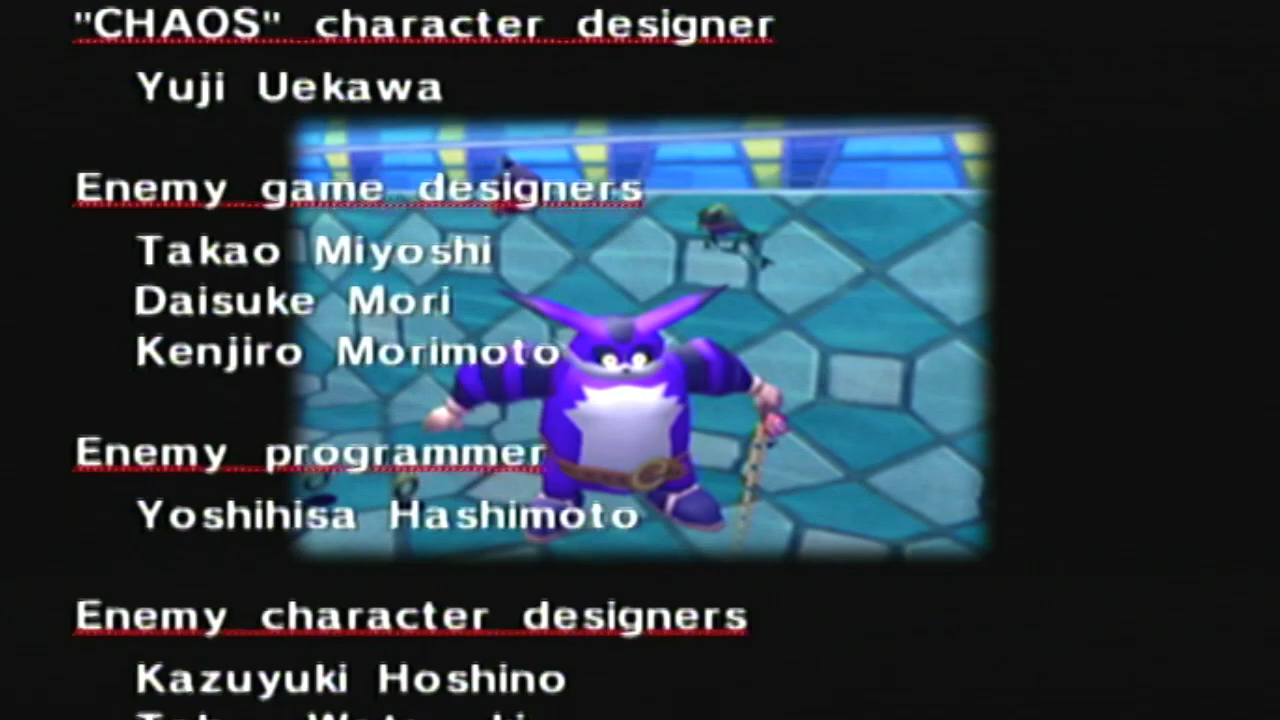 "CHAOS" character designer
Yuji Uekawa
Enemy game designers
Takao Miyoshi
Daisuke Mori
Kenjiro Morimoto
Enemy programmer
Yoshihisa Hashimoto
Enemy character designers
Kazuyuki Hoshino